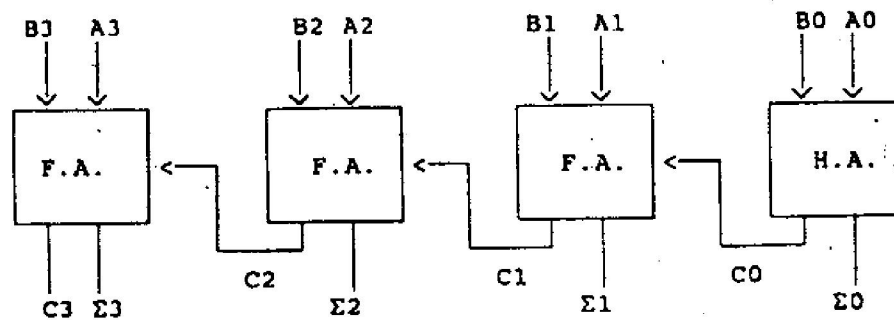 B3 A3 B2 A2 B1 A1 B0 A0
F.A. F.A. F.A. H.A.
C2 C1 C0
C3 Σ3 Σ2 Σ1 Σ0